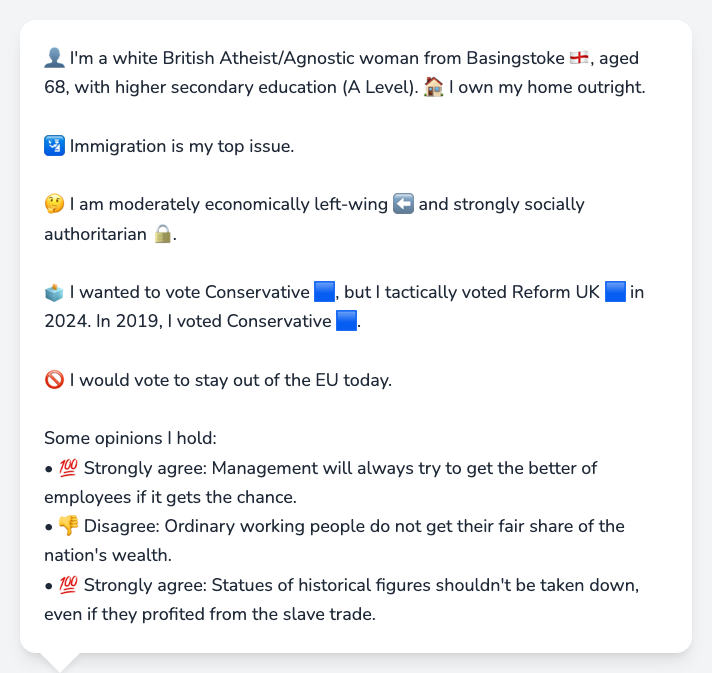 👤 I'm a white British Atheist/Agnostic woman from Basingstoke 🏴󠁧󠁢󠁥󠁮󠁧󠁿, aged
68, with higher secondary education (A Level). 🏠 I own my home outright.
🛂 Immigration is my top issue.
🤔 I am moderately economically left-wing ⬅️ and strongly socially
authoritarian 🔒.
🗳️ I wanted to vote Conservative 🟦, but I tactically voted Reform UK 🟦 in
2024. In 2019, I voted Conservative 🟦.
🚫 I would vote to stay out of the EU today.
Some opinions I hold:
• 💯 Strongly agree: Management will always try to get the better of
employees if it gets the chance.
• 👎 Disagree: Ordinary working people do not get their fair share of the
nation's wealth.
• 💯 Strongly agree: Statues of historical figures shouldn't be taken down,
even if they profited from the slave trade.